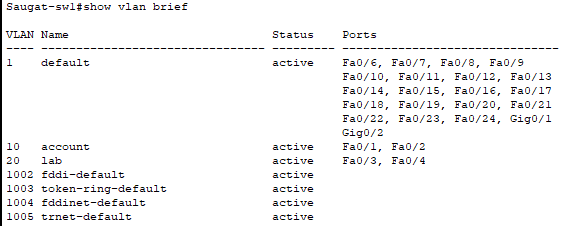 Saugat-sw1#show vlan brief
VLAN Name                             Status    Ports
---- -------------------------------- --------- -------------------------------
1    default                          active    Fa0/6, Fa0/7, Fa0/8, Fa0/9
                                                Fa0/10, Fa0/11, Fa0/12, Fa0/13
                                                Fa0/14, Fa0/15, Fa0/16, Fa0/17
                                                Fa0/18, Fa0/19, Fa0/20, Fa0/21
                                                Fa0/22, Fa0/23, Fa0/24, Gig0/1
                                                Gig0/2
10   account                          active    Fa0/1, Fa0/2
20   lab                              active    Fa0/3, Fa0/4
1002 fddi-default                     active
1003 token-ring-default               active
1004 fddinet-default                  active
1005 trnet-default                    active